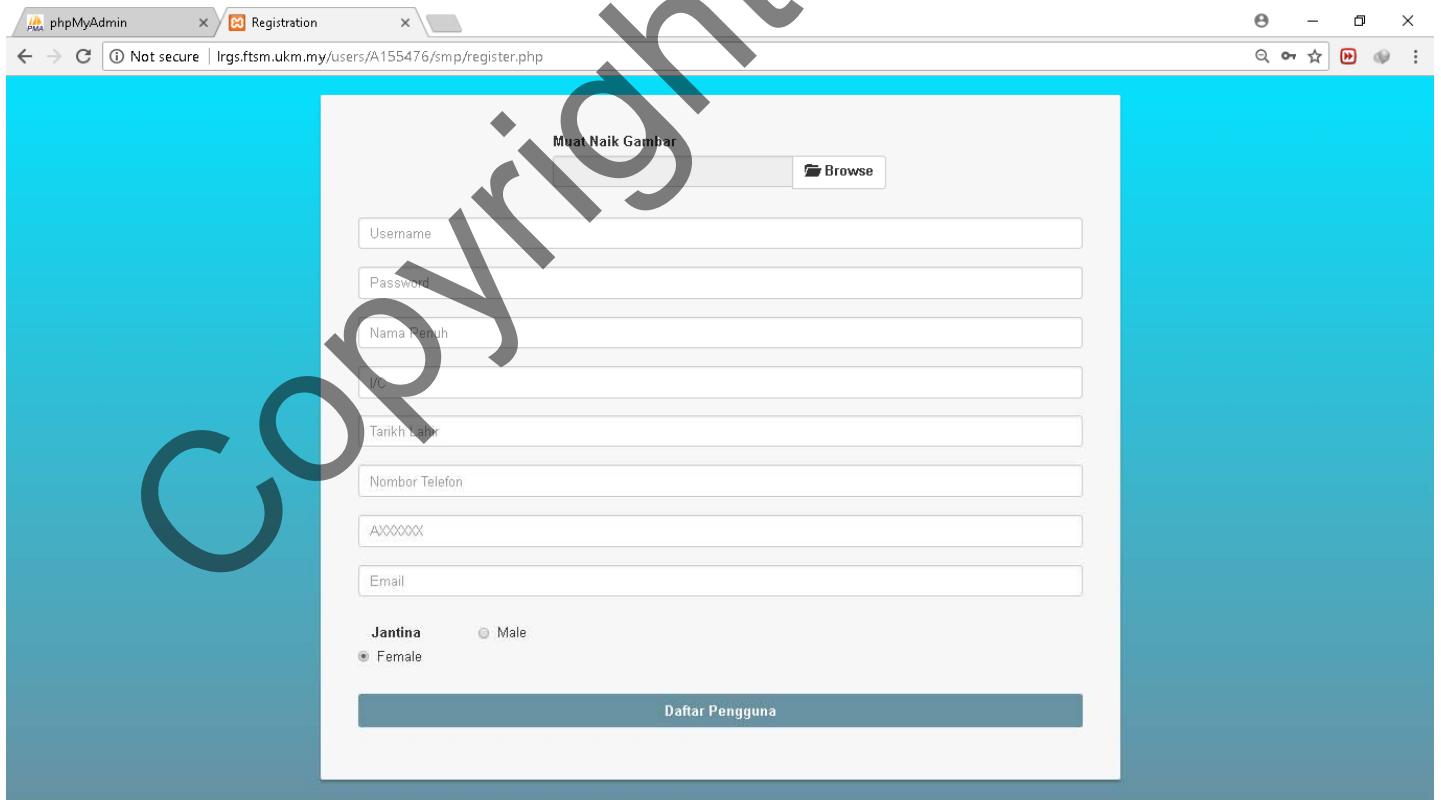 phpMyAdmin
Registration
Not secure | lrgs.ftsm.ukm.my/users/A155476/smp/register.php
Muat Naik Gambar
Browse
Username
Password
Nama Penuh
I/C
Tarikh Lahir
Nombor Telefon
AXXXXXX
Email
Jantina Male
Female
Daftar Pengguna
Copyright